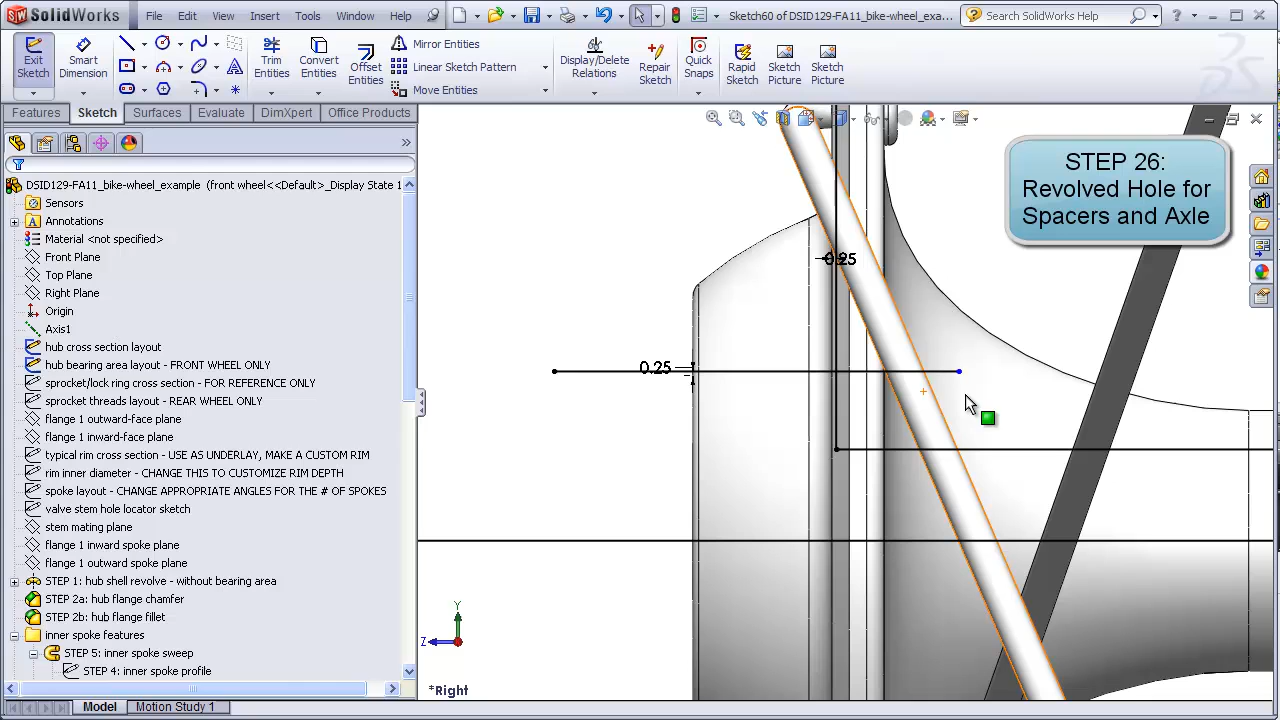 SolidWorks
File Edit View Insert Tools Window Help
Sketch60 of DSID129-FA11_bike-wheel_exa...
Search SolidWorks Help
Exit Sketch
Smart Dimension
Trim Entities
Convert Entities
Offset Entities
Mirror Entities
Linear Sketch Pattern
Move Entities
Display/Delete Relations
Repair Sketch
Quick Snaps
Rapid Sketch
Sketch Picture
Sketch Picture
Features Sketch Surfaces Evaluate DimXpert Office Products
STEP 26:
Revolved Hole for
Spacers and Axle
DSID129-FA11_bike-wheel_example (front wheel<<Default>_Display State 1
Sensors
Annotations
Material <not specified>
Front Plane
Top Plane
Right Plane
Origin
Axis1
hub cross section layout
hub bearing area layout - FRONT WHEEL ONLY
sprocket/lock ring cross section - FOR REFERENCE ONLY
sprocket threads layout - REAR WHEEL ONLY
flange 1 outward-face plane
flange 1 inward-face plane
typical rim cross section - USE AS UNDERLAY, MAKE A CUSTOM RIM
rim inner diameter - CHANGE THIS TO CUSTOMIZE RIM DEPTH
spoke layout - CHANGE APPROPRIATE ANGLES FOR THE # OF SPOKES
valve stem hole locator sketch
stem mating plane
flange 1 inward spoke plane
flange 1 outward spoke plane
STEP 1: hub shell revolve - without bearing area
STEP 2a: hub flange chamfer
STEP 2b: hub flange fillet
inner spoke features
STEP 5: inner spoke sweep
STEP 4: inner spoke profile
0.25
0.25
Y
Z
*Right
Model Motion Study 1